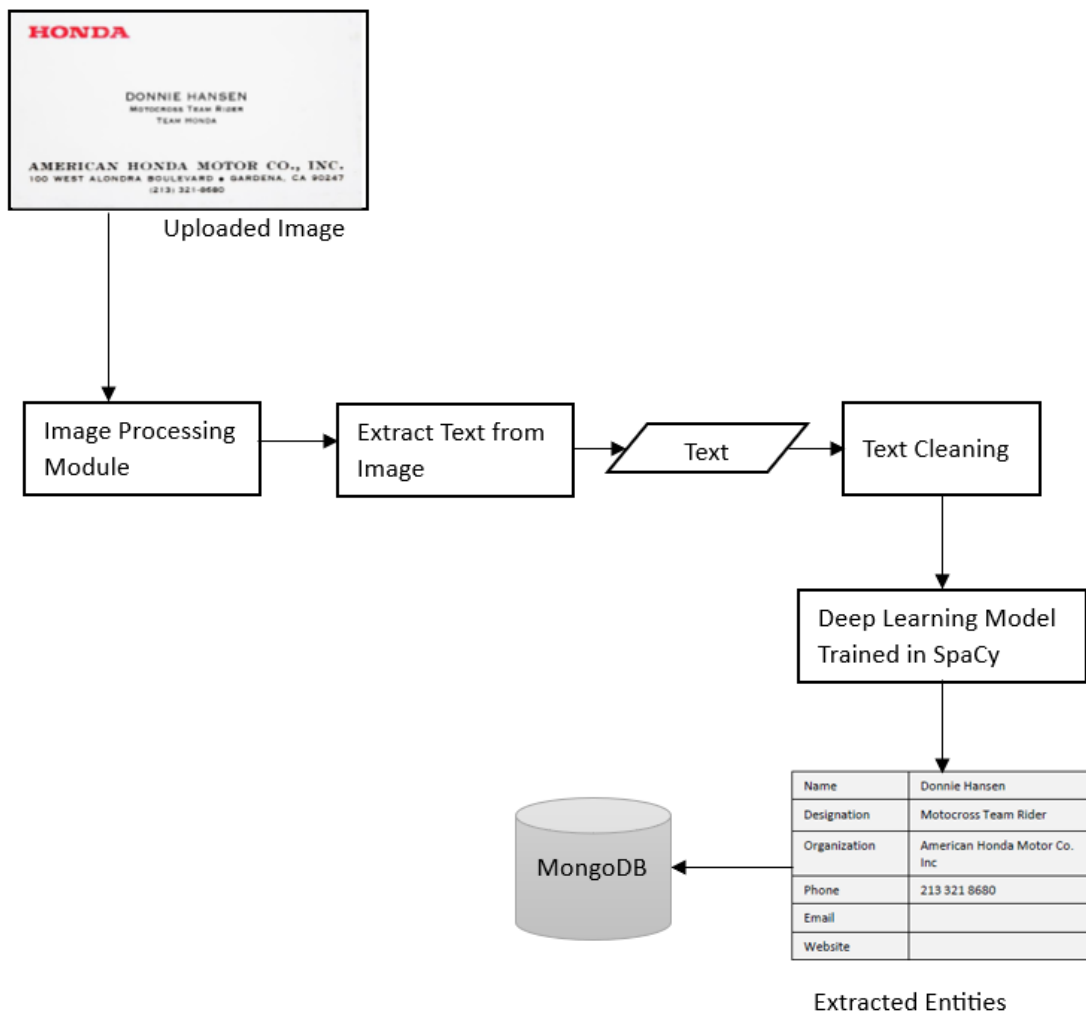 HONDA
DONNIE HANSEN
MOTOCROSS TEAM RIDER
TEAM HONDA
AMERICAN HONDA MOTOR CO., INC.
100 WEST ALONDRA BOULEVARD • GARDENA, CA 90247
(213) 321-8680
Uploaded Image
Image Processing
Module
Extract Text from
Image
Text
Text Cleaning
Deep Learning Model
Trained in SpaCy
Name Donnie Hansen
Designation Motocross Team Rider
Organization American Honda Motor Co.
Inc
Phone 213 321 8680
Email
Website
MongoDB
Extracted Entities